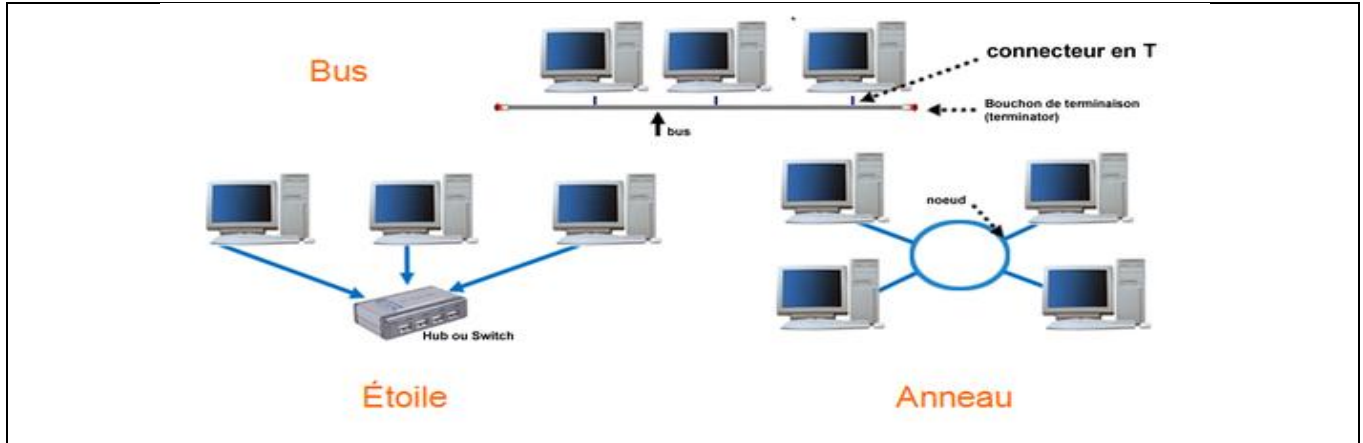 Bus
connecteur en T
Bouchon de terminaison
(terminator)
bus
noeud
Hub ou Switch
Étoile
Anneau